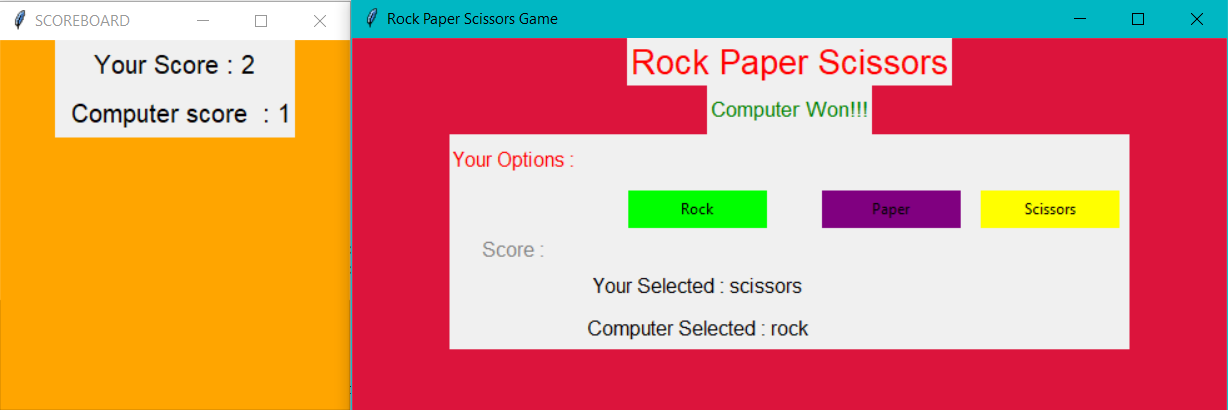 SCOREBOARD
Your Score : 2
Computer score : 1
Rock Paper Scissors Game
Rock Paper Scissors
Computer Won!!!
Your Options :
Rock Paper Scissors
Score :
Your Selected : scissors
Computer Selected : rock